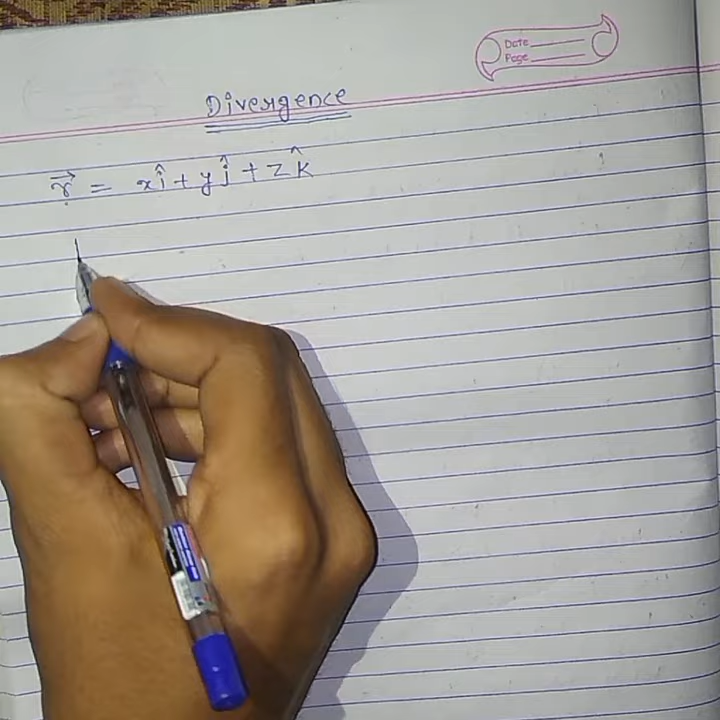 Date
Page
Divergence
r⃗ = xî + yĵ + zk̂